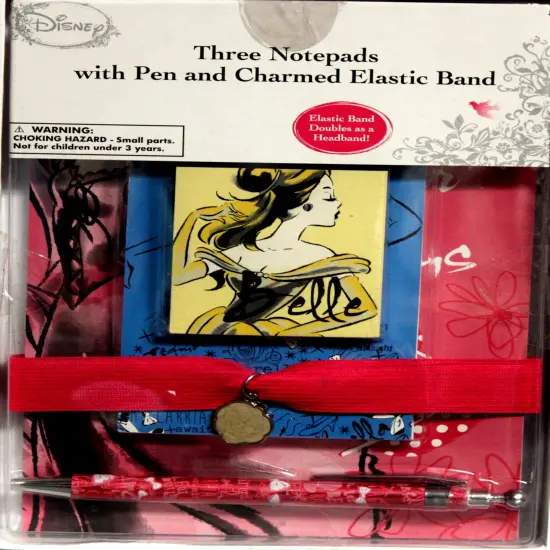 Disney
Three Notepads
with Pen and Charmed Elastic Band
Elastic Band
Doubles as a
Headband!
⚠ WARNING:
CHOKING HAZARD - Small parts.
Not for children under 3 years.
Belle